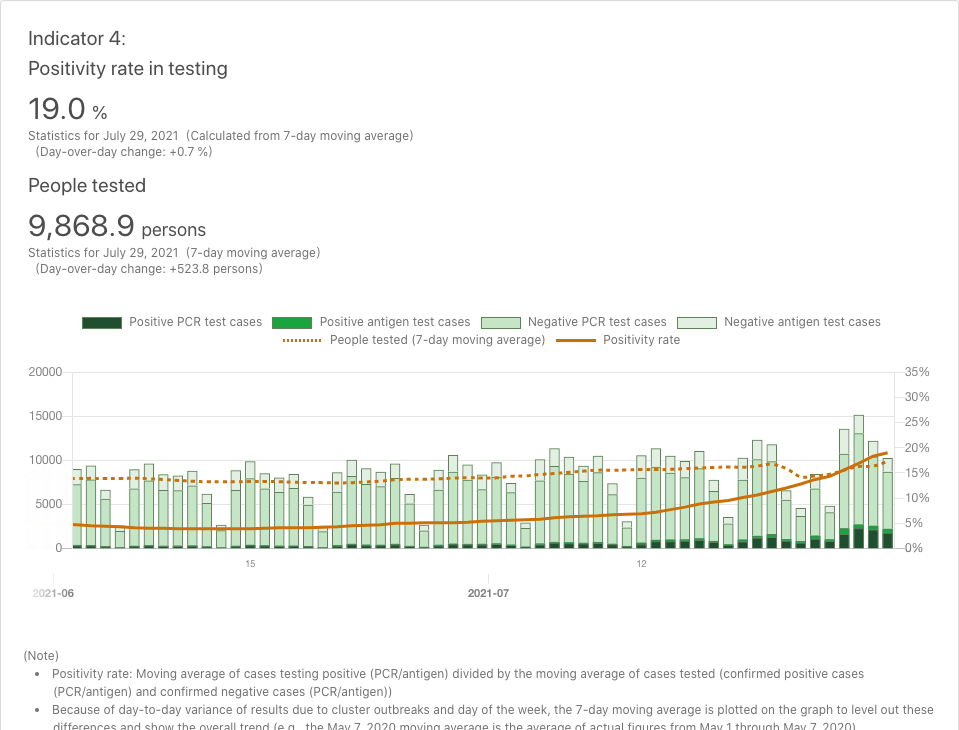 Indicator 4:
Positivity rate in testing
19.0 %
Statistics for July 29, 2021 (Calculated from 7-day moving average)
(Day-over-day change: +0.7 %)
People tested
9,868.9 persons
Statistics for July 29, 2021 (7-day moving average)
(Day-over-day change: +523.8 persons)
Positive PCR test cases Positive antigen test cases Negative PCR test cases Negative antigen test cases
People tested (7-day moving average) Positivity rate
20000 35%
30%
15000 25%
20%
10000 15%
10%
5000 5%
0 0%
15 12
2021-06 2021-07
(Note)
• Positivity rate: Moving average of cases testing positive (PCR/antigen) divided by the moving average of cases tested (confirmed positive cases
(PCR/antigen) and confirmed negative cases (PCR/antigen))
• Because of day-to-day variance of results due to cluster outbreaks and day of the week, the 7-day moving average is plotted on the graph to level out these
differences and show the overall trend (e.g., the May 7, 2020 moving average is the average of actual figures from May 1 through May 7, 2020)